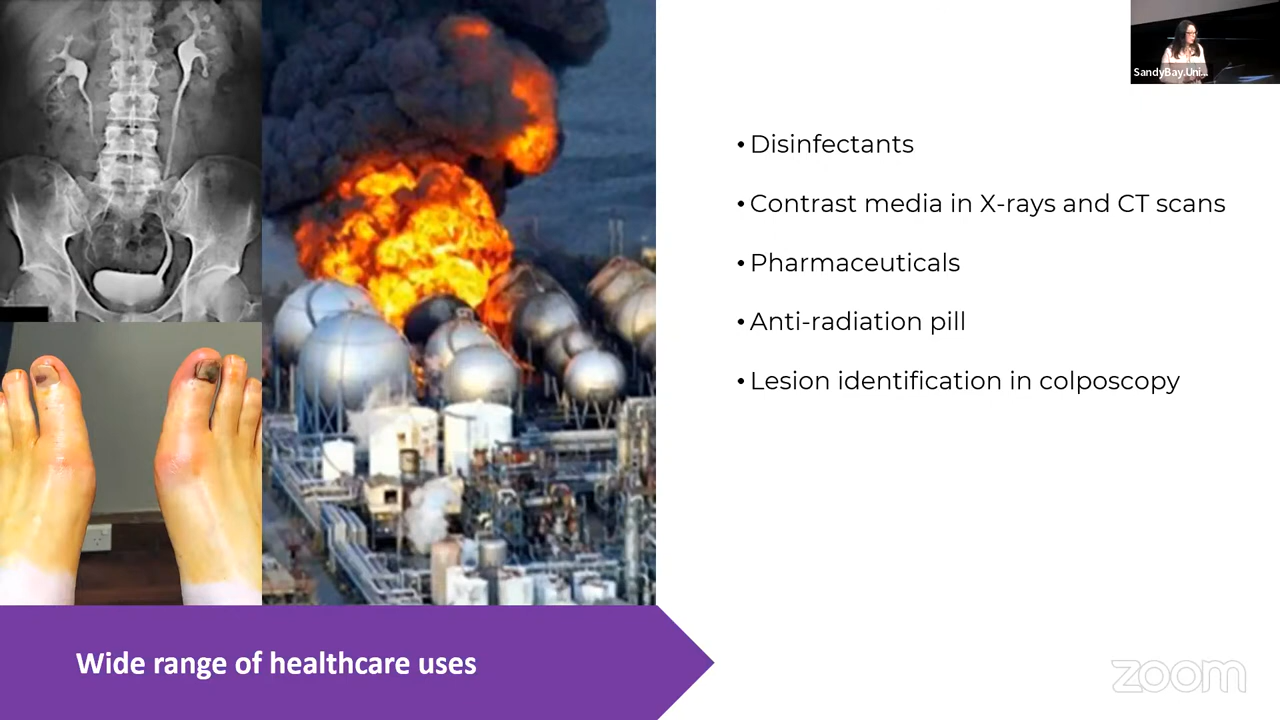 SandyBay.Uni...
• Disinfectants
• Contrast media in X-rays and CT scans
• Pharmaceuticals
• Anti-radiation pill
• Lesion identification in colposcopy
Wide range of healthcare uses
zoom